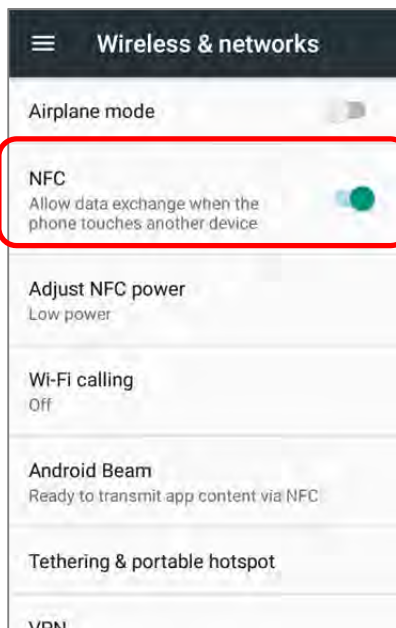 Wireless & networks
Airplane mode
NFC
Allow data exchange when the
phone touches another device
Adjust NFC power
Low power
Wi-Fi calling
Off
Android Beam
Ready to transmit app content via NFC
Tethering & portable hotspot
VPN